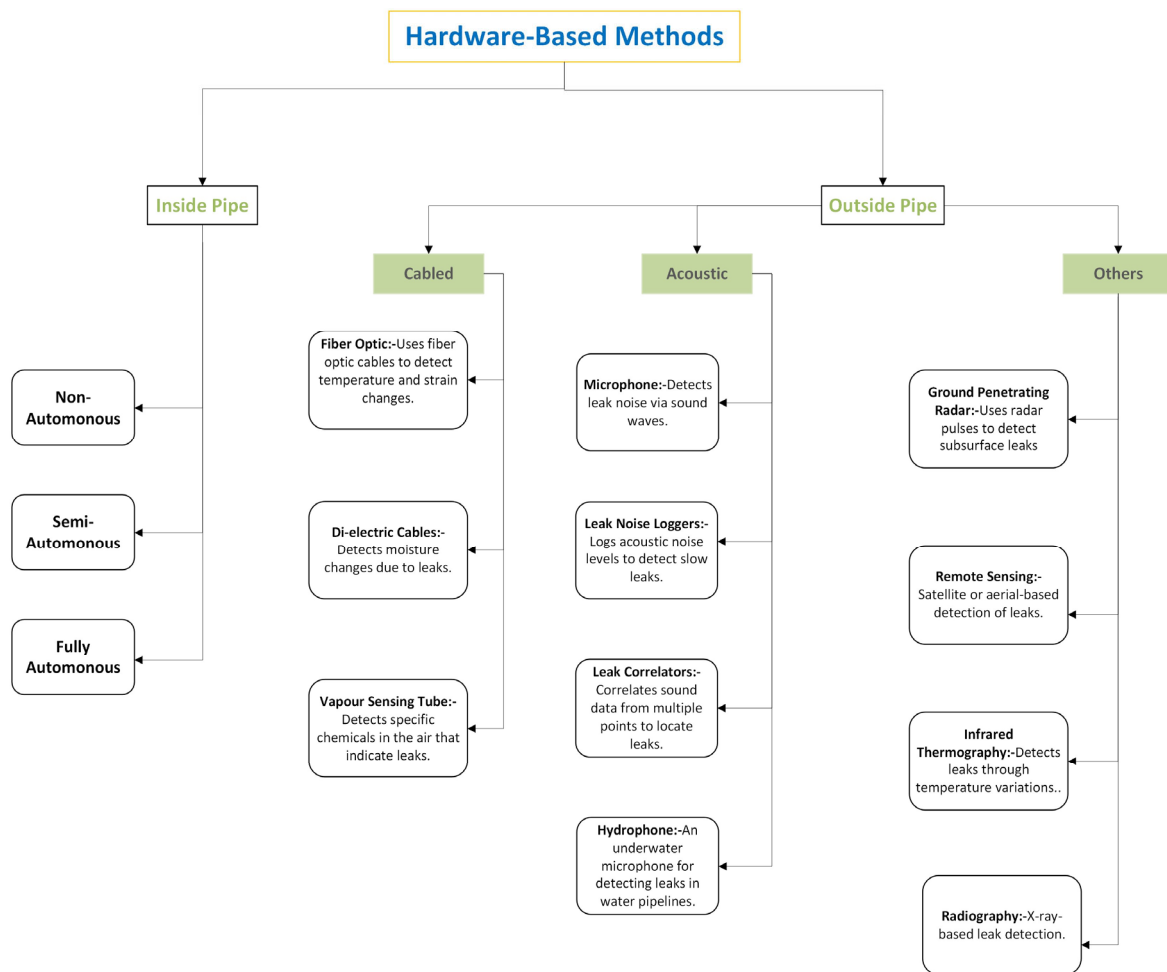 Hardware-Based Methods
Inside Pipe
Outside Pipe
Cabled
Acoustic
Others
Non-
Automonous
Semi-
Automonous
Fully
Automonous
Fiber Optic:-Uses fiber
optic cables to detect
temperature and strain
changes.
Di-electric Cables:-
Detects moisture
changes due to leaks.
Vapour Sensing Tube:-
Detects specific
chemicals in the air that
indicate leaks.
Microphone:-Detects
leak noise via sound
waves.
Leak Noise Loggers:-
Logs acoustic noise
levels to detect slow
leaks.
Leak Correlators:-
Correlates sound
data from multiple
points to locate
leaks.
Hydrophone:-An
underwater
microphone for
detecting leaks in
water pipelines.
Ground Penetrating
Radar:-Uses radar
pulses to detect
subsurface leaks
Remote Sensing:-
Satellite or aerial-based
detection of leaks.
Infrared
Thermography:-Detects
leaks through
temperature variations..
Radiography:-X-ray-
based leak detection.